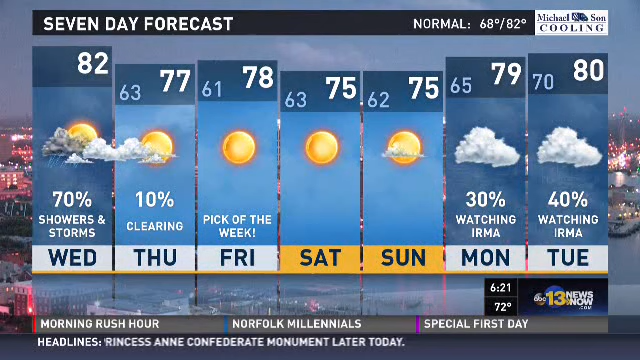 SEVEN DAY FORECAST
NORMAL: 68°/82°
Michael & Son
COOLING
82
63 77
61 78
63 75
62 75
65 79
70 80
70%
SHOWERS &
STORMS
10%
CLEARING
PICK OF THE
WEEK!
30%
WATCHING
IRMA
40%
WATCHING
IRMA
WED THU FRI SAT SUN MON TUE
6:21
72°
abc 13 NEWS
NOW
.COM
MORNING RUSH HOUR
NORFOLK MILLENNIALS
SPECIAL FIRST DAY
HEADLINES: 'RINCESS ANNE CONFEDERATE MONUMENT LATER TODAY.